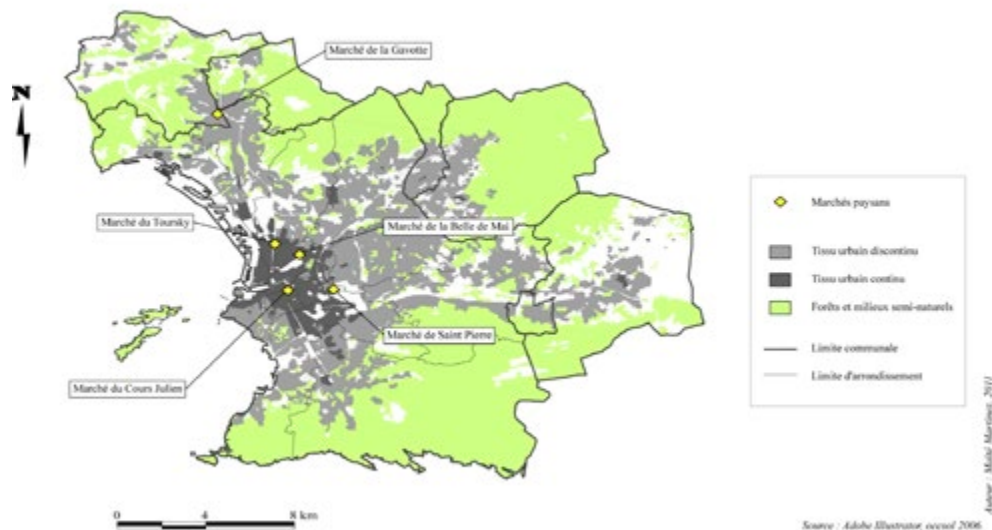 Marché de la Gavotte
N
Marché du Toursky
Marché de la Belle de Mai
Marché de Saint Pierre
Marché du Cours Julien
Marchés paysans
Tissu urbain discontinu
Tissu urbain continu
Forêts et milieux semi-naturels
Limite communale
Limite d'arrondissement
0 4 8 km
Auteur : Maïté Martinez, 2011
Source : Adobe Illustrator, occsol 2006